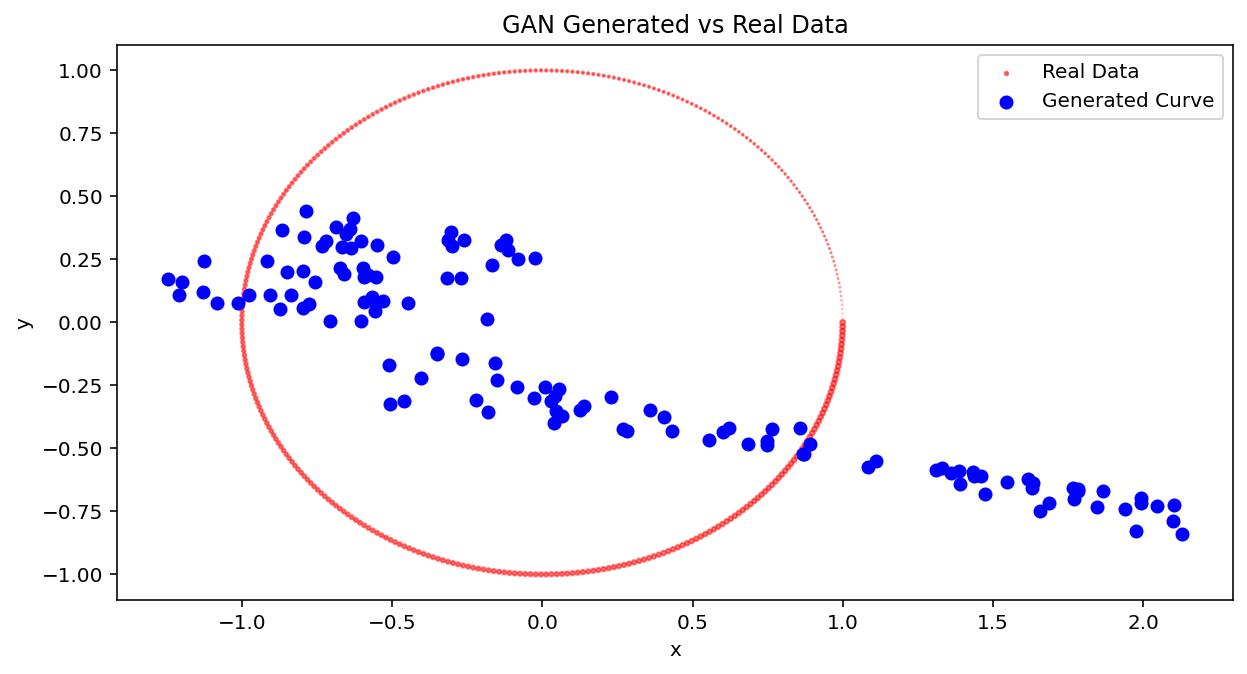 GAN Generated vs Real Data
Real Data
Generated Curve
1.00
0.75
0.50
0.25
0.00
−0.25
−0.50
−0.75
−1.00
y
−1.0 −0.5 0.0 0.5 1.0 1.5 2.0
x